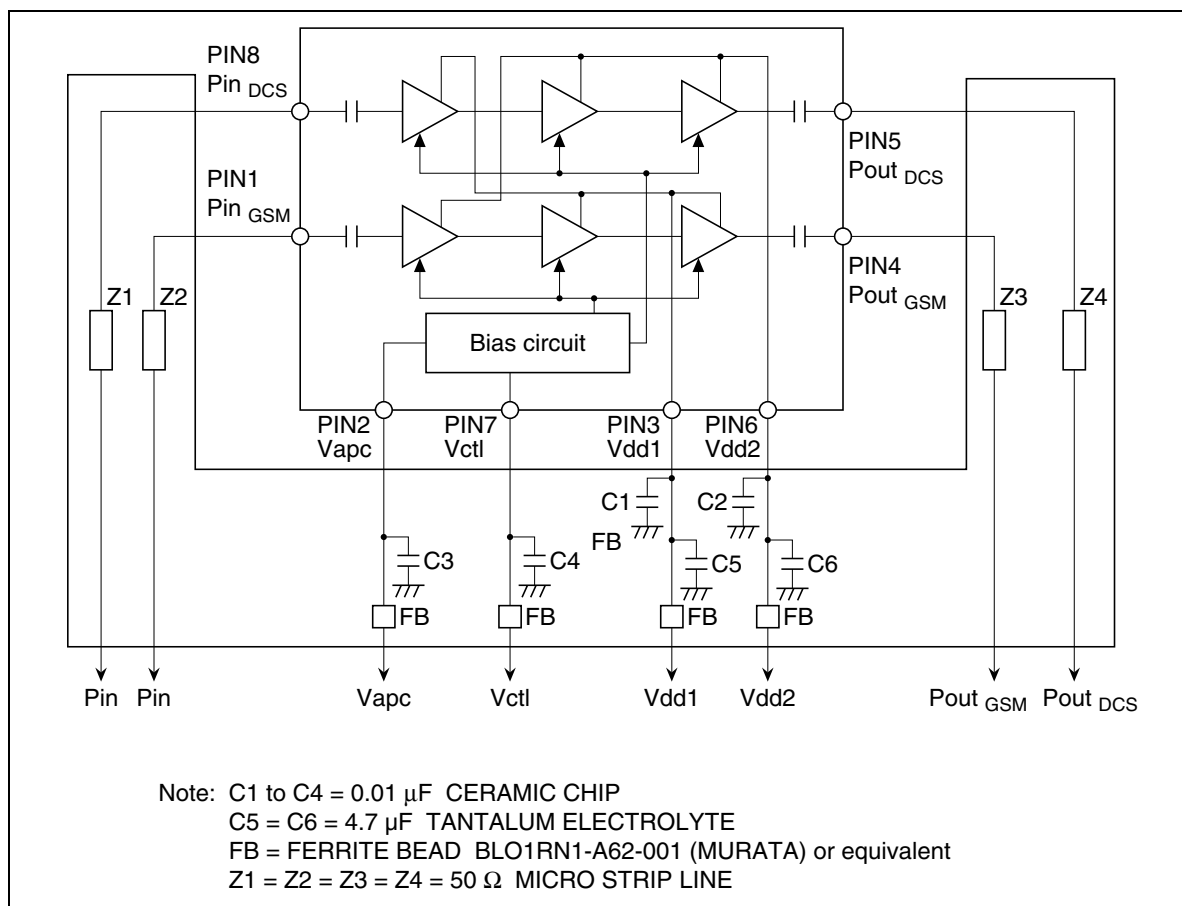 PIN8
Pin DCS
PIN5
Pout DCS
PIN1
Pin GSM
PIN4
Pout GSM
Z1 Z2
Z3 Z4
Bias circuit
PIN2 PIN7 PIN3 PIN6
Vapc Vctl Vdd1 Vdd2
C1 C2
FB
C3 C4 C5 C6
FB FB FB FB
Pin Pin Vapc Vctl Vdd1 Vdd2 Pout GSM Pout DCS
Note: C1 to C4 = 0.01 μF CERAMIC CHIP
C5 = C6 = 4.7 µF TANTALUM ELECTROLYTE
FB = FERRITE BEAD BLO1RN1-A62-001 (MURATA) or equivalent
Z1 = Z2 = Z3 = Z4 = 50 Ω MICRO STRIP LINE